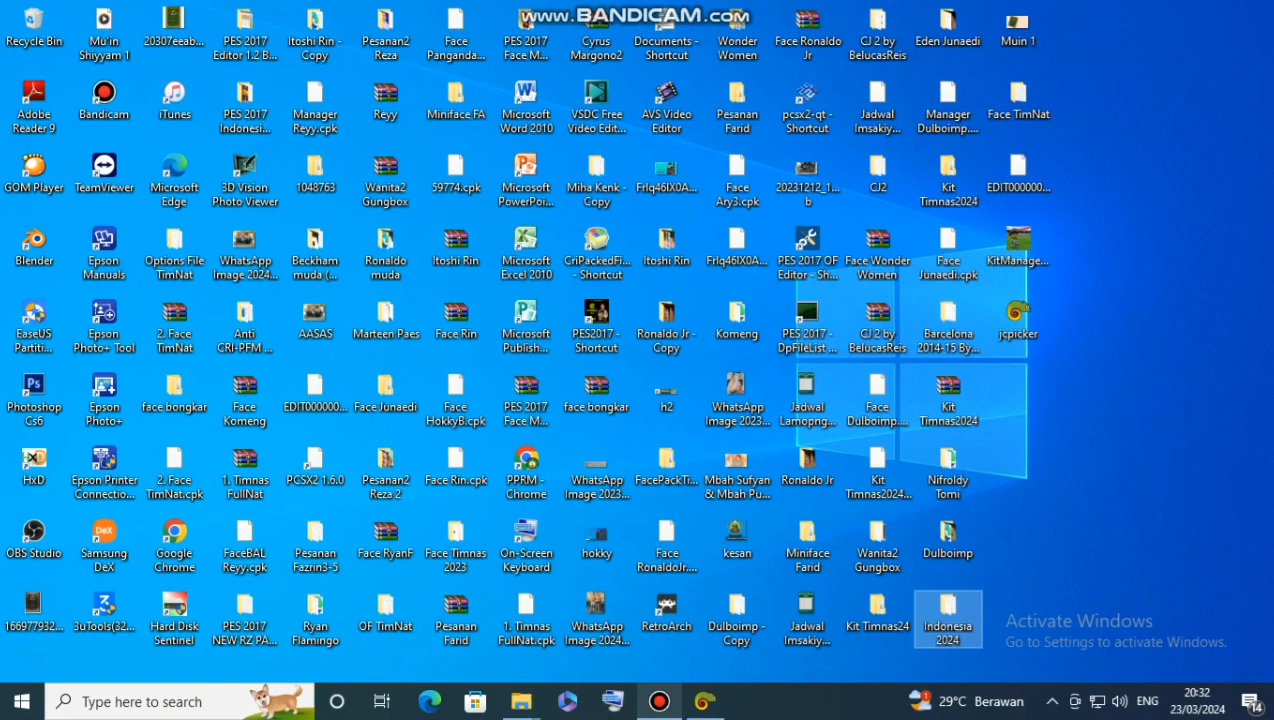 www.BANDICAM.com
Recycle Bin
Mu'in
Shiyyam 1
20307eeab...
PES 2017
Editor 1.2 B...
Itoshi Rin -
Copy
Pesanan2
Reza
Face
Panganda...
PES 2017
Face M...
Cyrus
Margono2
Documents -
Shortcut
Wonder
Women
Face Ronaldo
Jr
CJ 2 by
BelucasReis
Eden Junaedi
Muin 1
Adobe
Reader 9
Bandicam
iTunes
PES 2017
Indonesi...
Manager
Reyy.cpk
Reyy
Miniface FA
Microsoft
Word 2010
VSDC Free
Video Edit...
AVS Video
Editor
Pesanan
Farid
pcsx2-qt -
Shortcut
Jadwal
Imsakiy...
Manager
Dulboimp....
Face TimNat
GOM Player
TeamViewer
Microsoft
Edge
3D Vision
Photo Viewer
1048763
Wanita2
Gungbox
59774.cpk
Microsoft
PowerPoi...
Miha Kenk -
Copy
FrIq46IX0A...
Face
Ary3.cpk
20231212_1...
b
CJ2
Kit
Timnas2024
EDIT000000...
Blender
Epson
Manuals
Options File
TimNat
WhatsApp
Image 2024...
Beckham
muda (...
Ronaldo
muda
Itoshi Rin
Microsoft
Excel 2010
CriPackedFi...
- Shortcut
Itoshi Rin
FrIq46IX0A...
PES 2017 OF
Editor - Sh...
Face Wonder
Women
Face
Junaedi.cpk
KitManage...
EaseUS
Partiti...
Epson
Photo+ Tool
2. Face
TimNat
Anti
CRI-PFM ...
AASAS
Marteen Paes
Face Rin
Microsoft
Publish...
PES2017 -
Shortcut
Ronaldo Jr -
Copy
Komeng
PES 2017 -
DpFileList ...
CJ 2 by
BelucasReis
Barcelona
2014-15 By...
jcpicker
Photoshop
Cs6
Epson
Photo+
face bongkar
Face
Komeng
EDIT000000...
Face Junaedi
Face
HokkyB.cpk
PES 2017
Face M...
face bongkar
h2
WhatsApp
Image 2023...
Jadwal
Lamopng...
Face
Dulboimp....
Kit
Timnas2024
HxD
Epson Printer
Connectio...
2. Face
TimNat.cpk
1. Timnas
FullNat
PCSX2 1.6.0
Pesanan2
Reza 2
Face Rin.cpk
PPRM -
Chrome
WhatsApp
Image 2023...
FacePackTi...
Mbah Sufyan
& Mbah Pu...
Ronaldo Jr
Kit
Timnas2024...
Nifroldy
Tomi
OBS Studio
Samsung
DeX
Google
Chrome
FaceBAL
Reyy.cpk
Pesanan
Fazrin3-5
Face RyanF
Face Timnas
2023
On-Screen
Keyboard
hokky
Face
RonaldoJr....
kesan
Miniface
Farid
Wanita2
Gungbox
Dulboimp
166977932...
3uTools(32...
Hard Disk
Sentinel
PES 2017
NEW RZ PA...
Ryan
Flamingo
OF TimNat
Pesanan
Farid
1. Timnas
FullNat.cpk
WhatsApp
Image 2024...
RetroArch
Dulboimp -
Copy
Jadwal
Imsakiy...
Kit Timnas24
Indonesia
2024
Activate Windows
Go to Settings to activate Windows.
Type here to search
29°C Berawan
ENG
20:32
23/03/2024
14